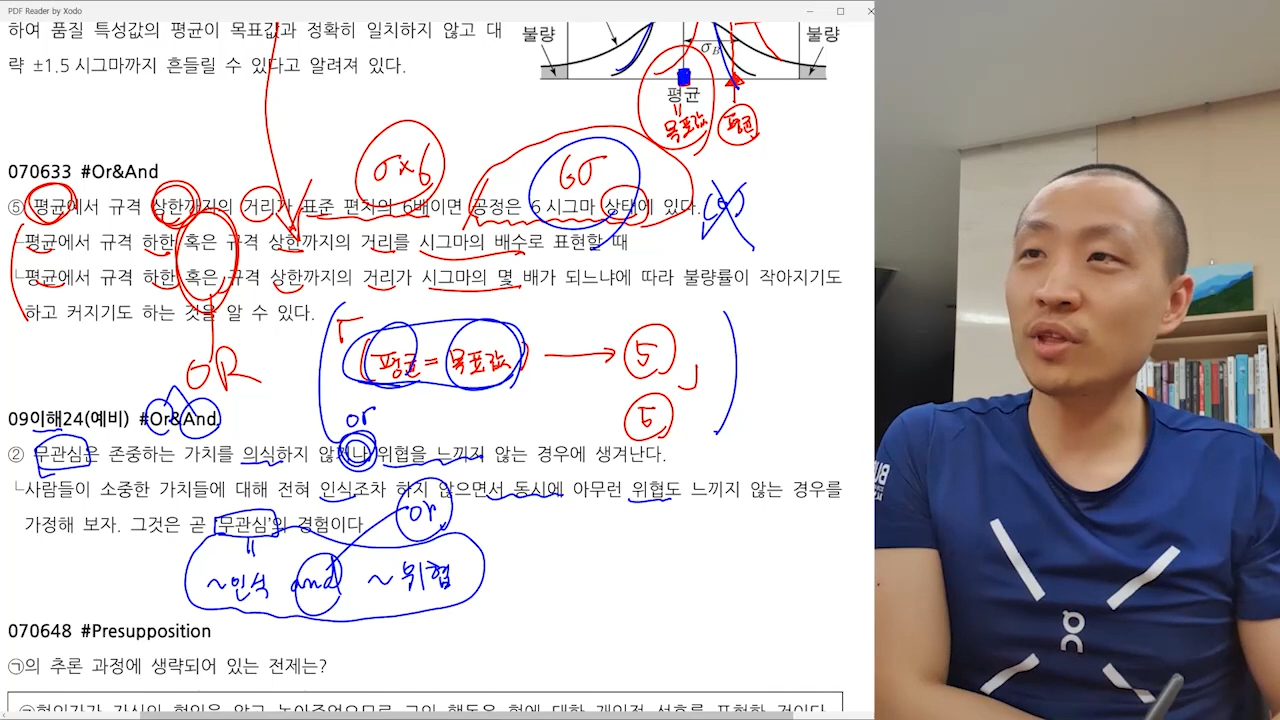 PDF Reader by Xodo
하여 품질 특성값의 평균이 목표값과 정확히 일치하지 않고 대
략 ±1.5 시그마까지 흔들릴 수 있다고 알려져 있다.
불량 σB 불량
평균
=
목표값 평균
σ×6 6σ
070633 #Or&And
⑤ 평균에서 규격 상한까지의 거리가 표준 편차의 6배이면 공정은 6 시그마 상태에 있다.
└평균에서 규격 하한 혹은 규격 상한까지의 거리를 시그마의 배수로 표현할 때
└평균에서 규격 하한 혹은 규격 상한까지의 거리가 시그마의 몇 배가 되느냐에 따라 불량률이 작아지기도
하고 커지기도 하는 것을 알 수 있다.
OR
「(평균 = 목표값) → ⑤」
⑤
09이해24(예비) #Or&And
or
② 무관심은 존중하는 가치를 의식하지 않거나 위협을 느끼지 않는 경우에 생겨난다.
└사람들이 소중한 가치들에 대해 전혀 인식조차 하지 않으면서 동시에 아무런 위협도 느끼지 않는 경우를
가정해 보자. 그것은 곧 '무관심'의 경험이다
or
=
~인식 and ~위협
070648 #Presupposition
㉠의 추론 과정에 생략되어 있는 전제는?